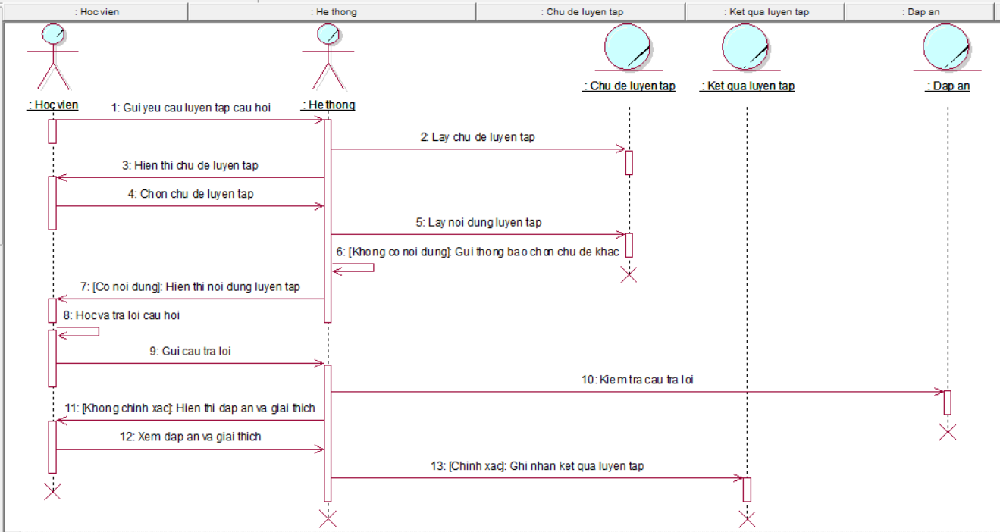 : Hoc vien
: He thong
: Chu de luyen tap
: Ket qua luyen tap
: Dap an
: Hoc vien
: He thong
: Chu de luyen tap
: Ket qua luyen tap
: Dap an
1: Gui yeu cau luyen tap cau hoi
2: Lay chu de luyen tap
3: Hien thi chu de luyen tap
4: Chon chu de luyen tap
5: Lay noi dung luyen tap
6: [Khong co noi dung]: Gui thong bao chon chu de khac
7: [Co noi dung]: Hien thi noi dung luyen tap
8: Hoc va tra loi cau hoi
9: Gui cau tra loi
10: Kiem tra cau tra loi
11: [Khong chinh xac]: Hien thi dap an va giai thich
12: Xem dap an va giai thich
13: [Chinh xac]: Ghi nhan ket qua luyen tap